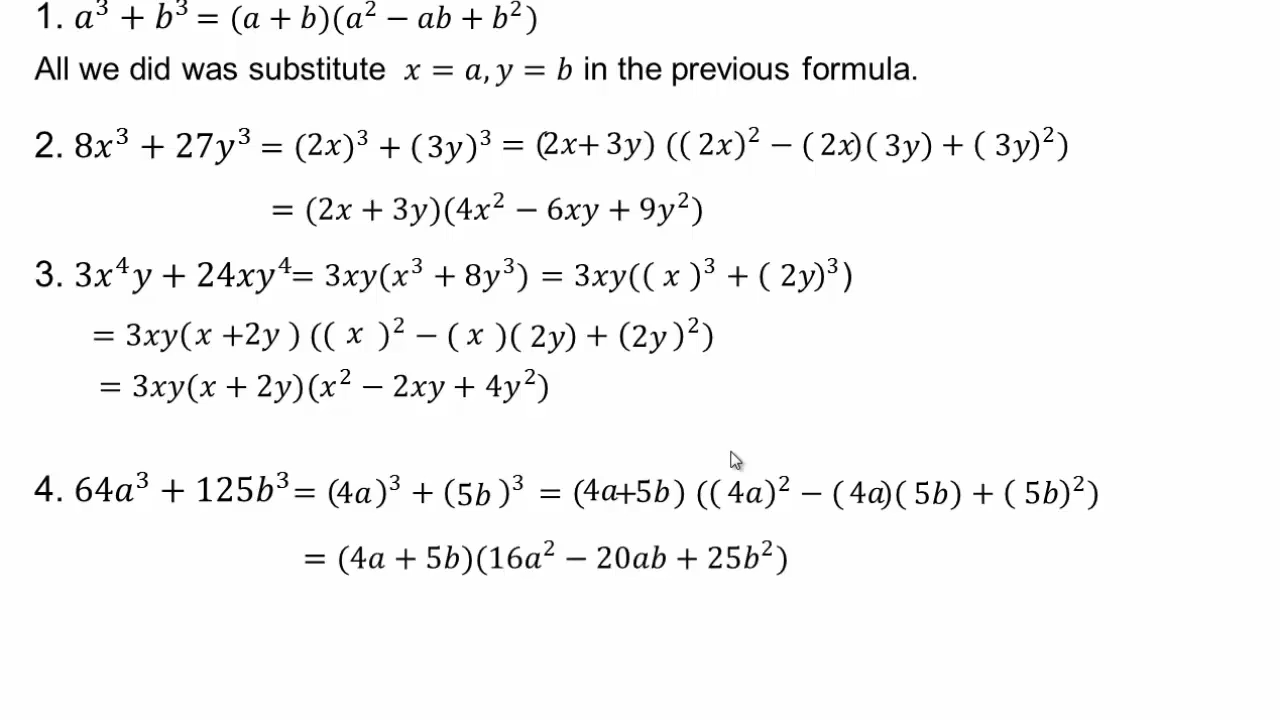 1. a³ + b³ = (a + b)(a² − ab + b²)
All we did was substitute x = a, y = b in the previous formula.
2. 8x³ + 27y³ = (2x)³ + (3y)³ = (2x+ 3y) ((2x)² − (2x)(3y) + (3y)²)
= (2x + 3y)(4x² − 6xy + 9y²)
3. 3x⁴y + 24xy⁴= 3xy(x³ + 8y³) = 3xy((x)³ + (2y)³)
= 3xy(x +2y) ((x)² − (x)(2y) + (2y)²)
= 3xy(x + 2y)(x² − 2xy + 4y²)
4. 64a³ + 125b³= (4a)³ + (5b)³ = (4a+5b) ((4a)² − (4a)(5b) + (5b)²)
= (4a + 5b)(16a² − 20ab + 25b²)